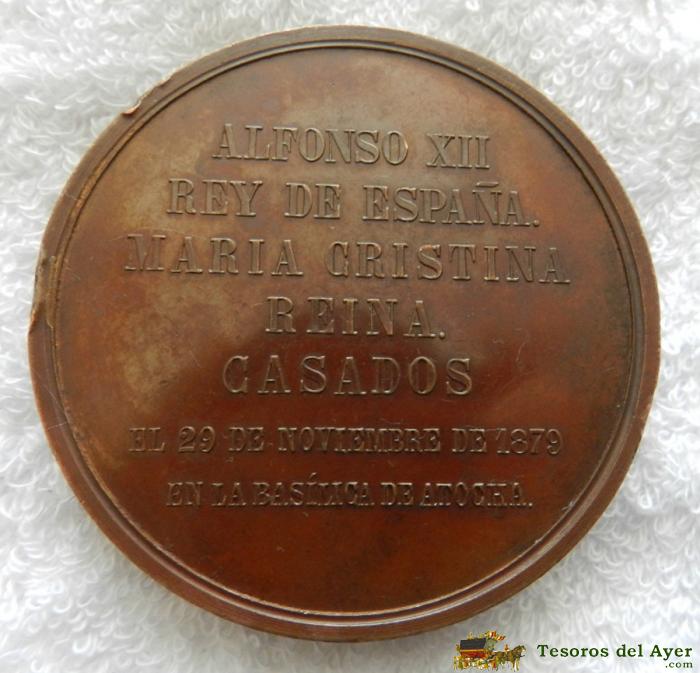 ALFONSO XII
REY DE ESPAÑA.
MARIA CRISTINA
REINA.
CASADOS
EL 29 DE NOVIEMBRE DE 1879
EN LA BASÍLICA DE ATOCHA.
Tesoros del Ayer
.com